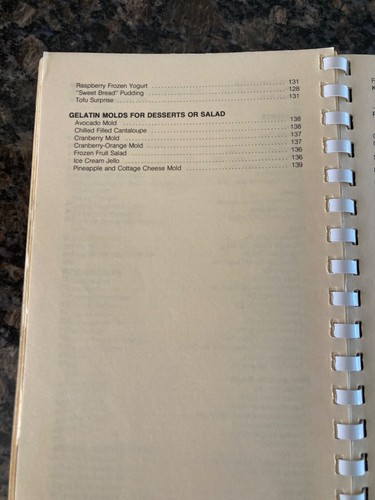 Raspberry Frozen Yogurt 131
"Sweet Bread" Pudding 128
Tofu Surprise 131
GELATIN MOLDS FOR DESSERTS OR SALAD
Avocado Mold 138
Chilled Filled Cantaloupe 138
Cranberry Mold 137
Cranberry-Orange Mold 137
Frozen Fruit Salad 136
Ice Cream Jello 136
Pineapple and Cottage Cheese Mold 139